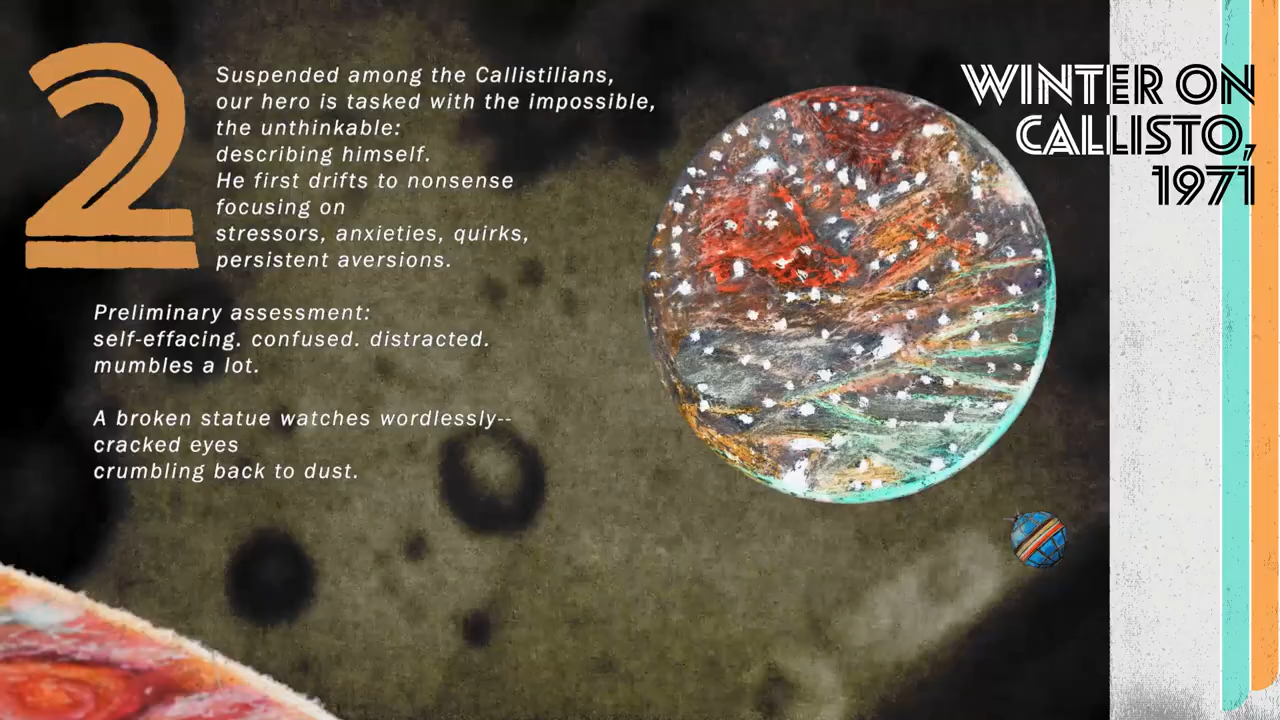 2
Suspended among the Callistilians,
our hero is tasked with the impossible,
the unthinkable:
describing himself.
He first drifts to nonsense
focusing on
stressors, anxieties, quirks,
persistent aversions.
Preliminary assessment:
self-effacing. confused. distracted.
mumbles a lot.
A broken statue watches wordlessly--
cracked eyes
crumbling back to dust.
WINTER ON
CALLISTO,
1971